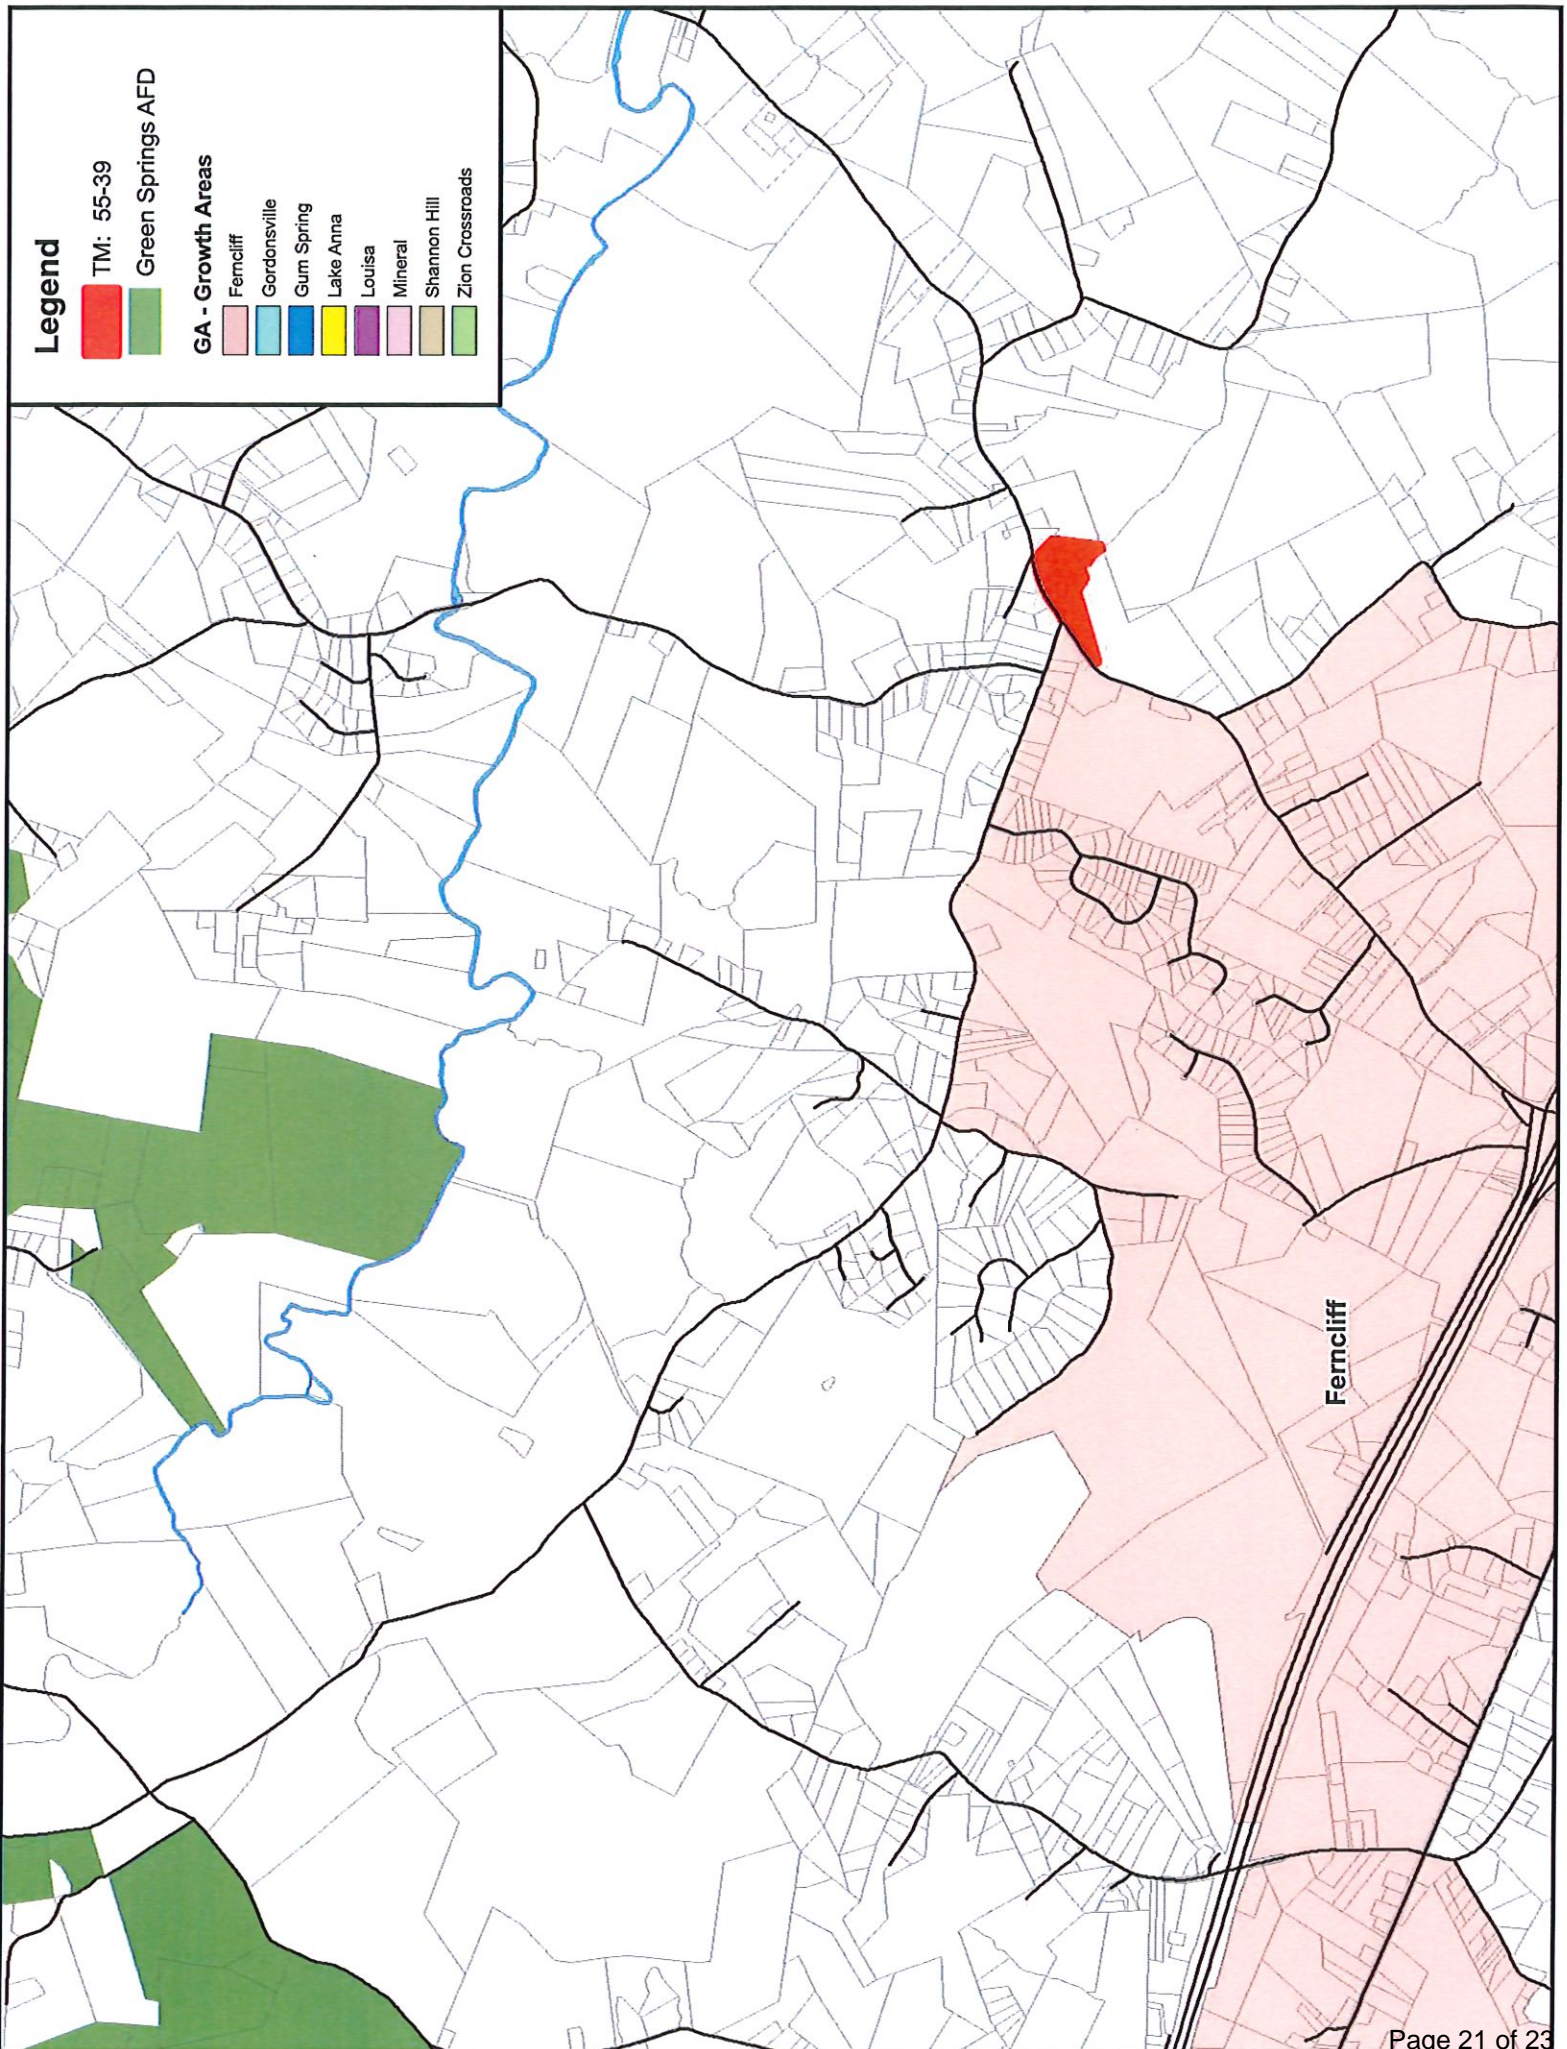 Legend
TM: 55-39
Green Springs AFD
GA - Growth Areas
Ferncliff
Gordonsville
Gum Spring
Lake Anna
Louisa
Mineral
Shannon Hill
Zion Crossroads
Ferncliff
Page 21 of 23